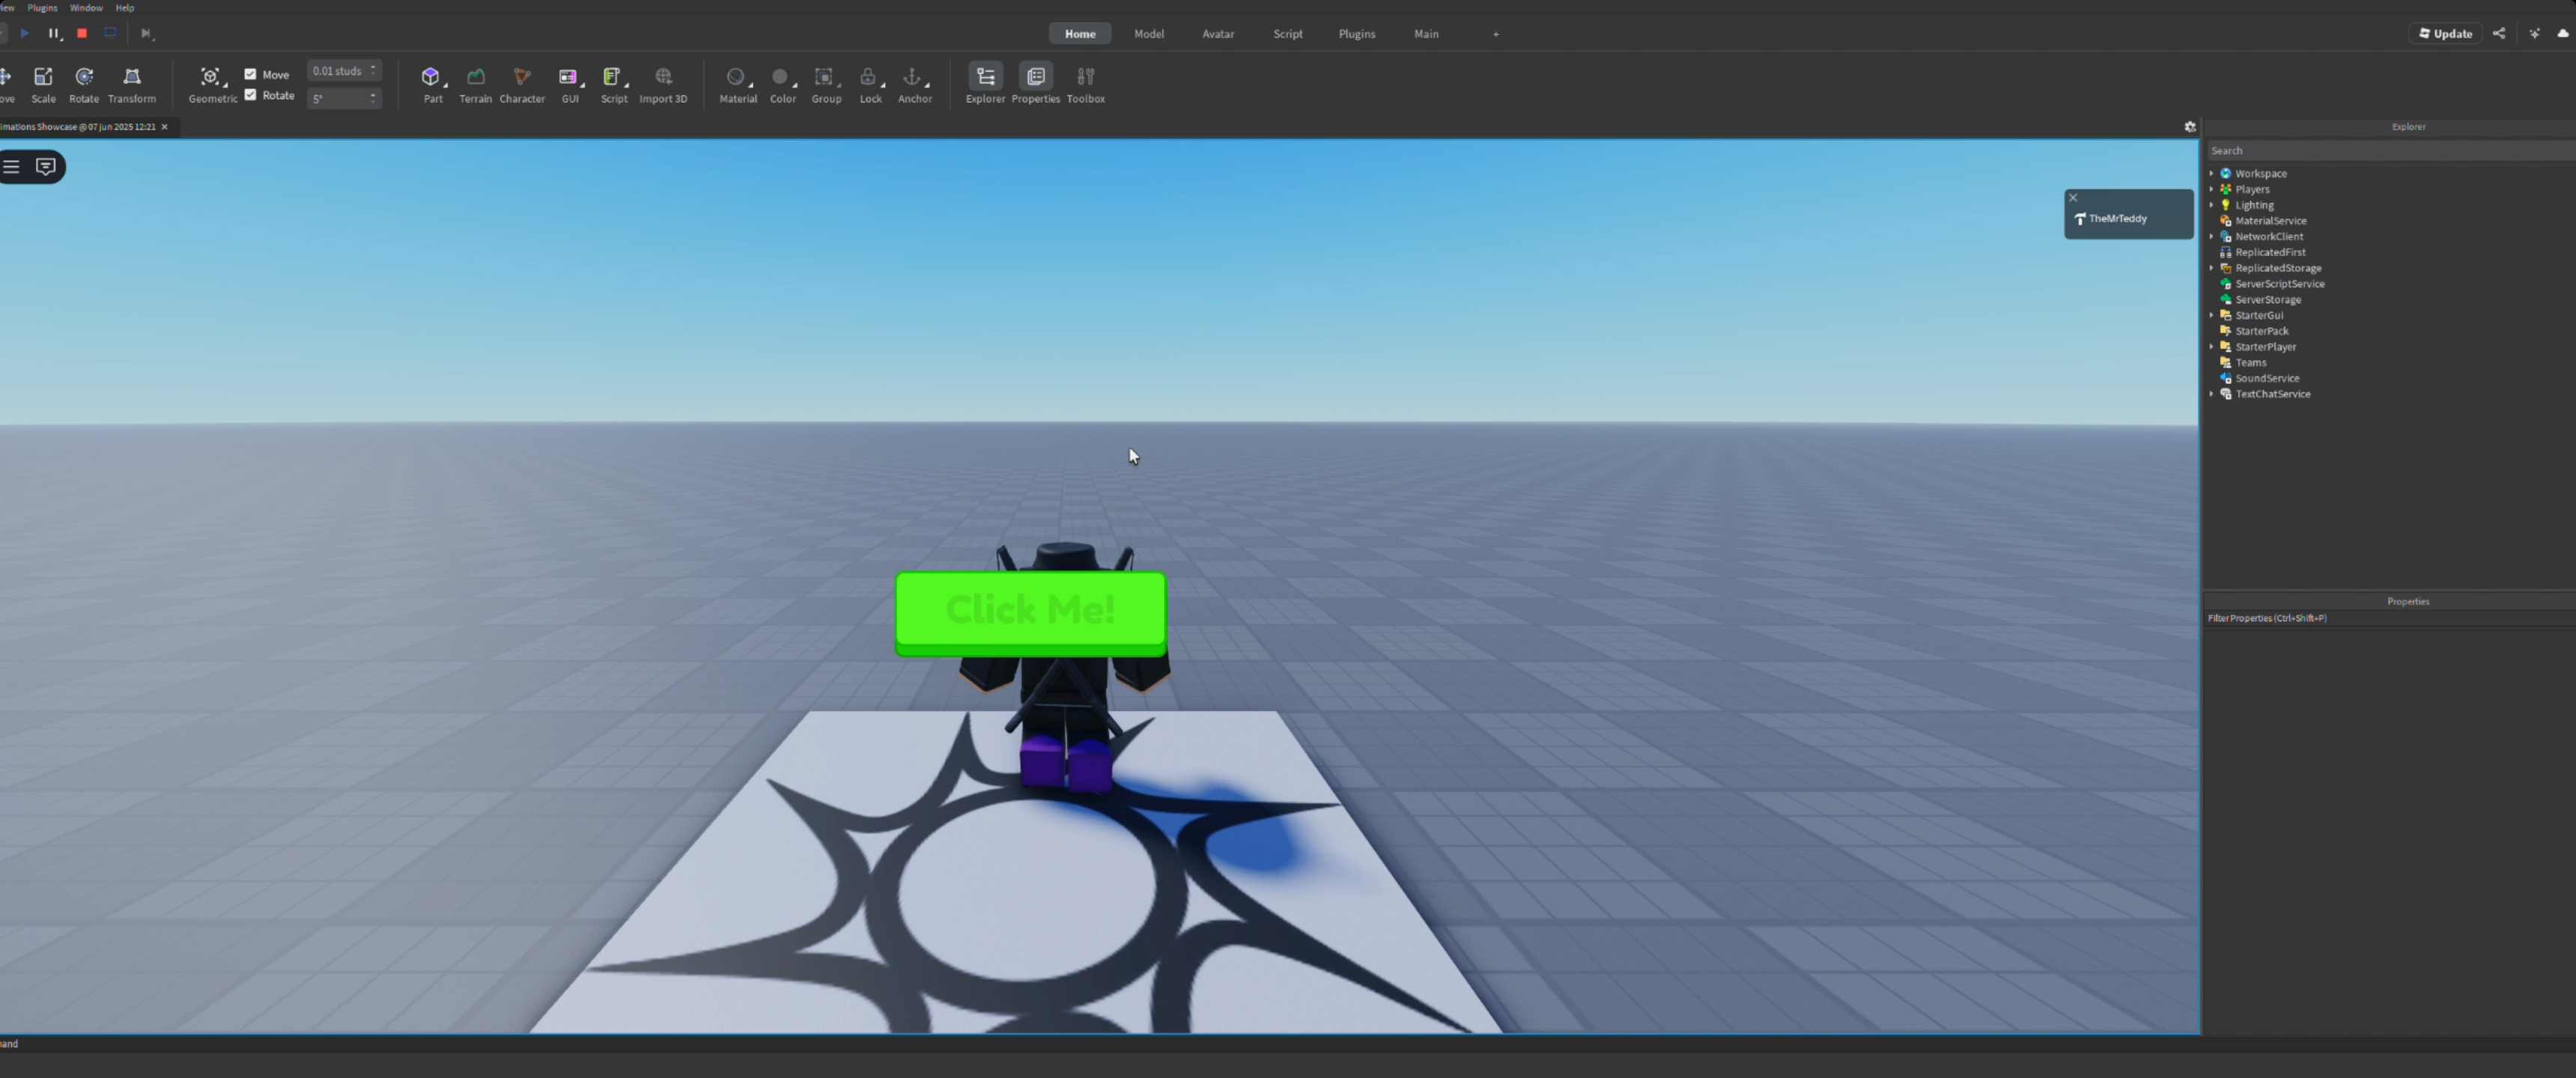 View Plugins Window Help
Home Model Avatar Script Plugins Main +
Update
Move 0.01 studs
Rotate 5°
Scale Rotate Transform Geometric Part Terrain Character GUI Script Import 3D Material Color Group Lock Anchor Explorer Properties Toolbox
imations Showcase @ 07 Jun 2025 12:21
Explorer
Search
TheMrTeddy
Workspace
Players
Lighting
MaterialService
NetworkClient
ReplicatedFirst
ReplicatedStorage
ServerScriptService
ServerStorage
StarterGui
StarterPack
StarterPlayer
Teams
SoundService
TextChatService
Click Me!
Properties
Filter Properties (Ctrl+Shift+P)